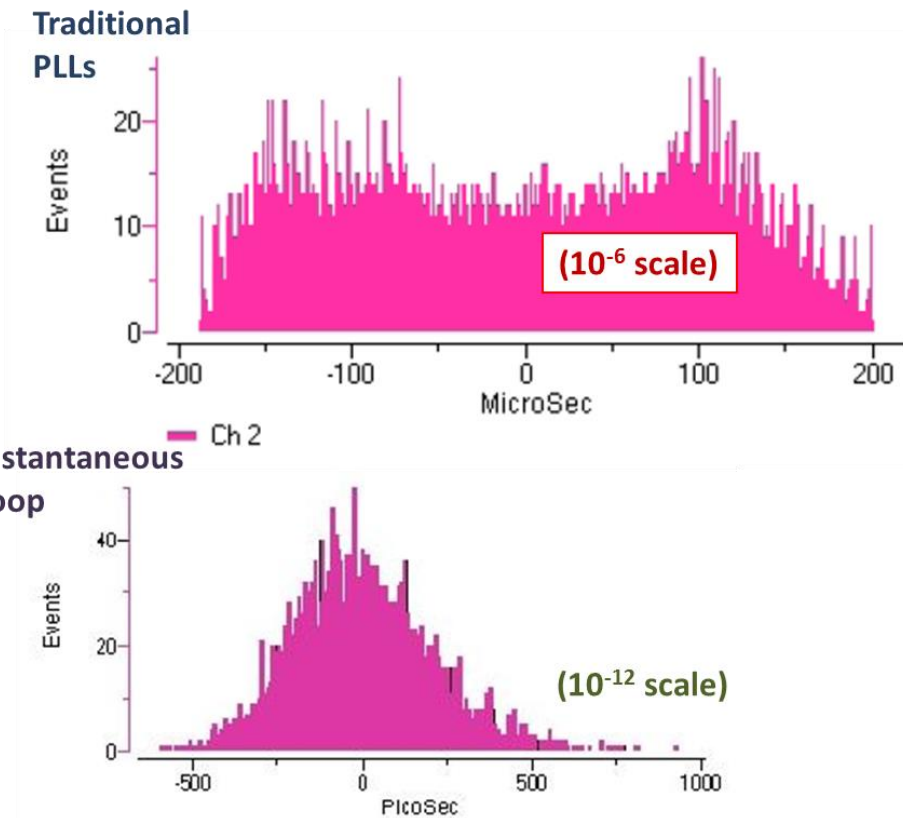 Traditional
PLLs
Events
20
10
0
(10-6 scale)
-200 -100 0 100 200
MicroSec
Ch 2
stantaneous
oop
Events
40
20
0
(10-12 scale)
-500 0 500 1000
PicoSec